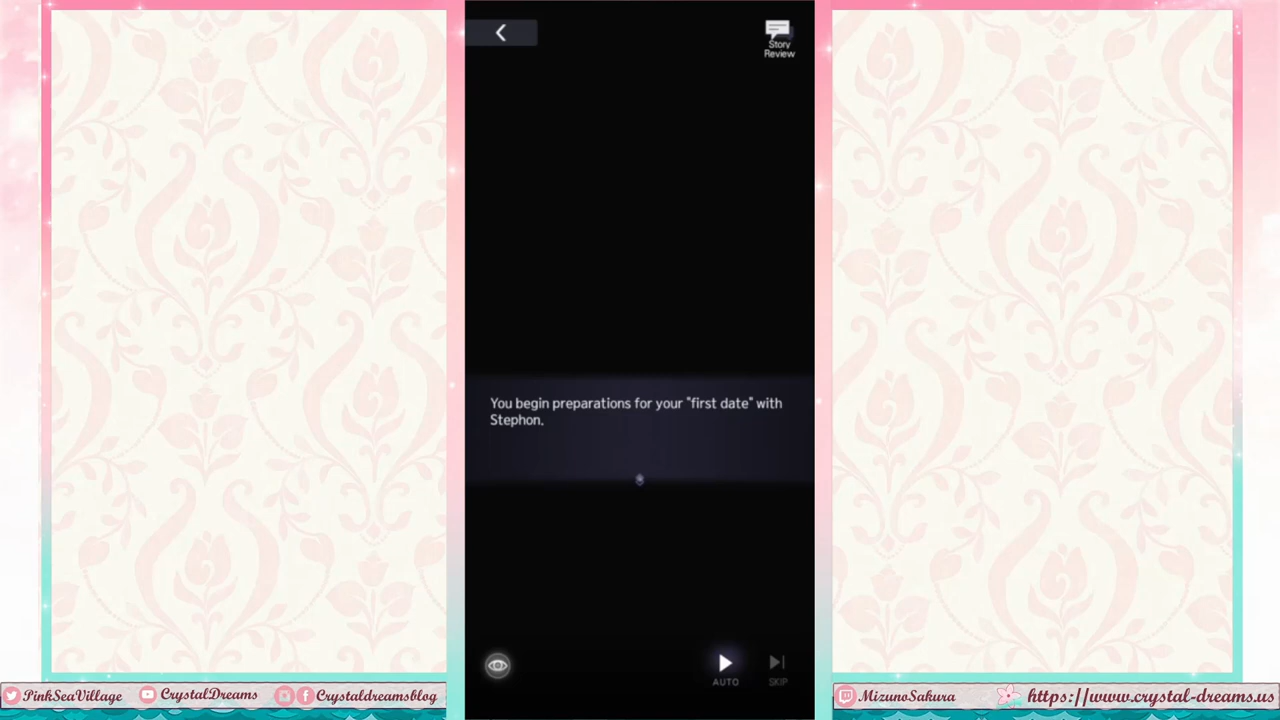 Story
Review
You begin preparations for your "first date" with
Stephon.
AUTO
SKIP
PinkSeaVillage
CrystalDreams
Crystaldreamsblog
MizunoSakura
https://www.crystal-dreams.us